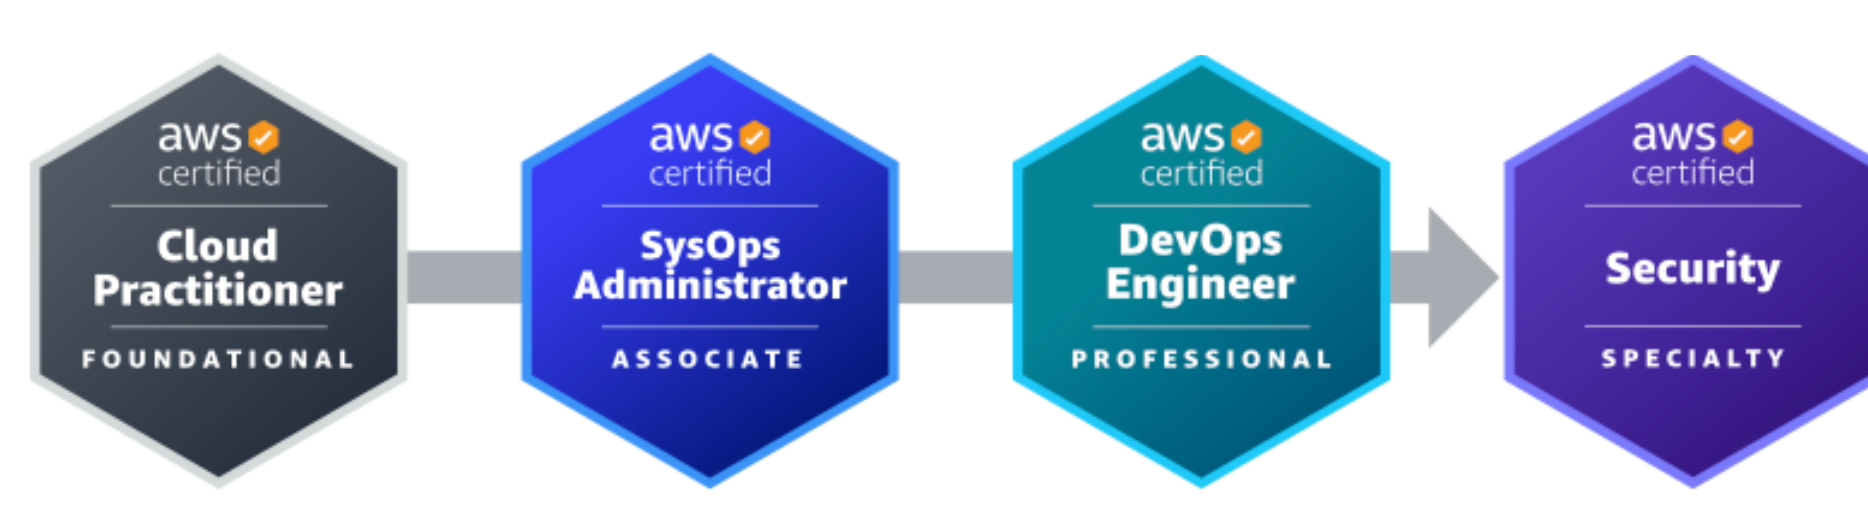 aws
certified
Cloud
Practitioner
FOUNDATIONAL
aws
certified
SysOps
Administrator
ASSOCIATE
aws
certified
DevOps
Engineer
PROFESSIONAL
aws
certified
Security
SPECIALTY